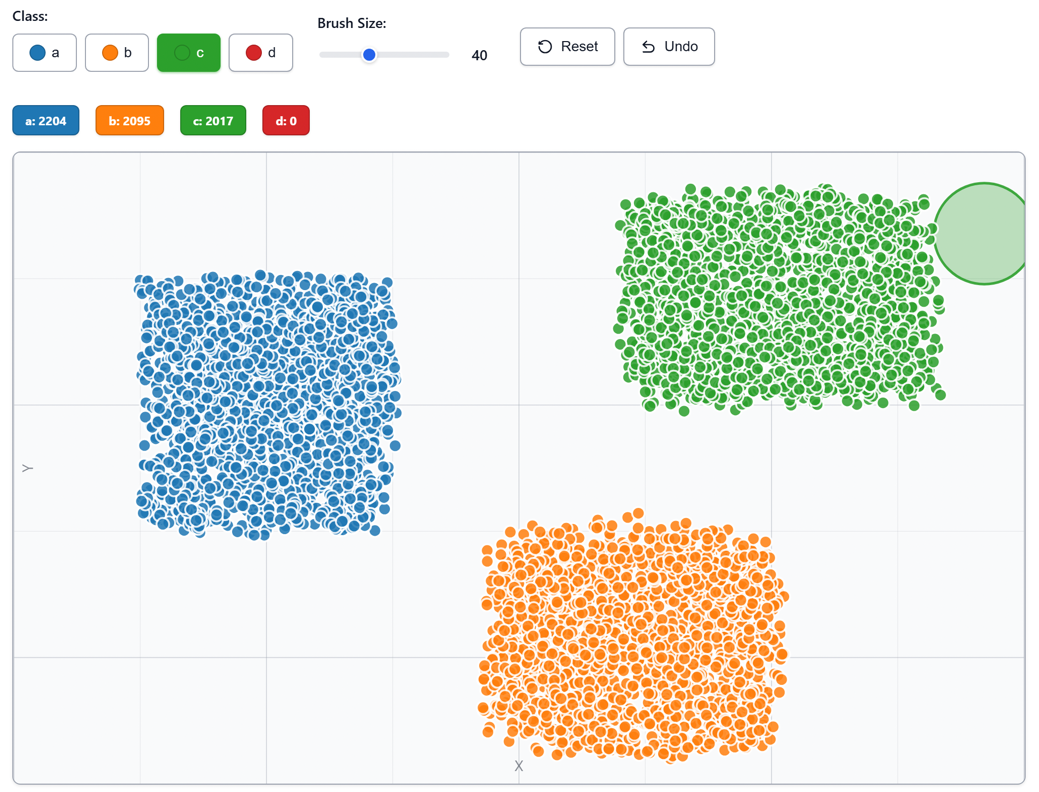 Class:
Brush Size:
a
b
c
d
40
Reset
Undo
a: 2204
b: 2095
c: 2017
d: 0
Y
X